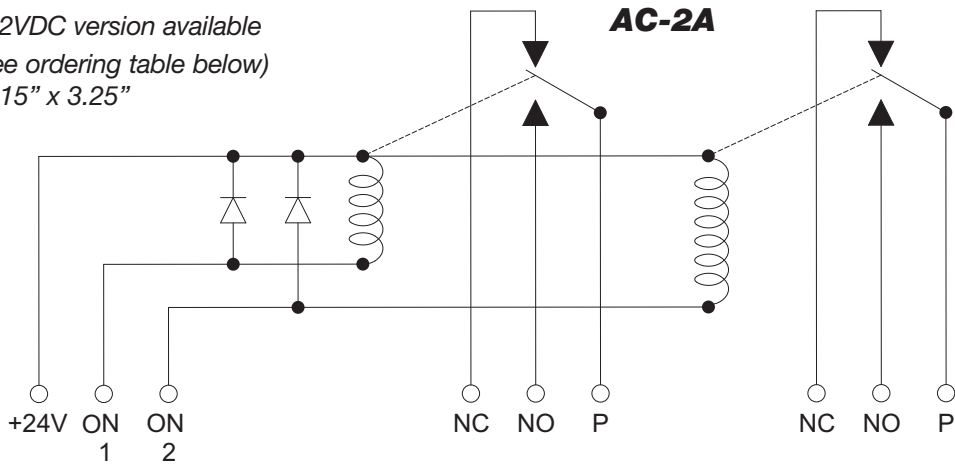 2VDC version available
ee ordering table below)
15” x 3.25”
AC-2A
+24V ON ON NC NO P NC NO P
1 2